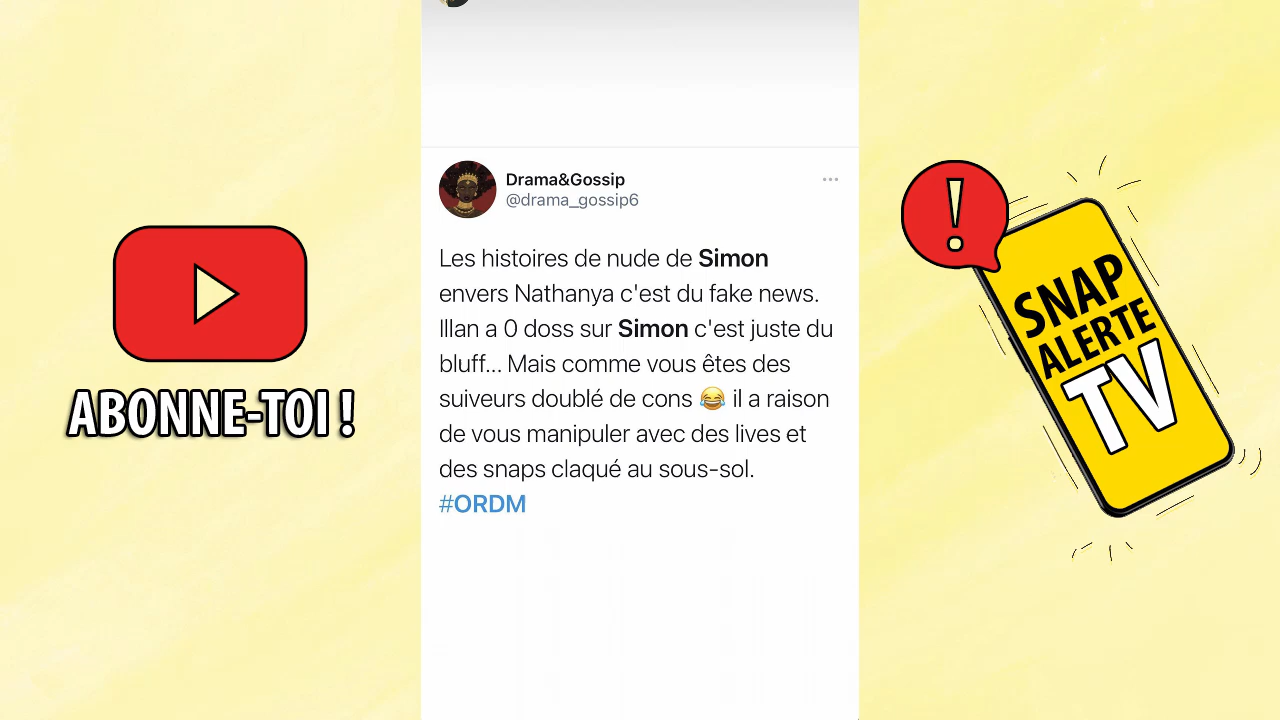 Drama&Gossip
@drama_gossip6
Les histoires de nude de Simon
envers Nathanya c'est du fake news.
Illan a 0 doss sur Simon c'est juste du
bluff... Mais comme vous êtes des
suiveurs doublé de cons 😂 il a raison
de vous manipuler avec des lives et
des snaps claqué au sous-sol.
#ORDM
ABONNE-TOI !
!
SNAP
ALERTE
TV